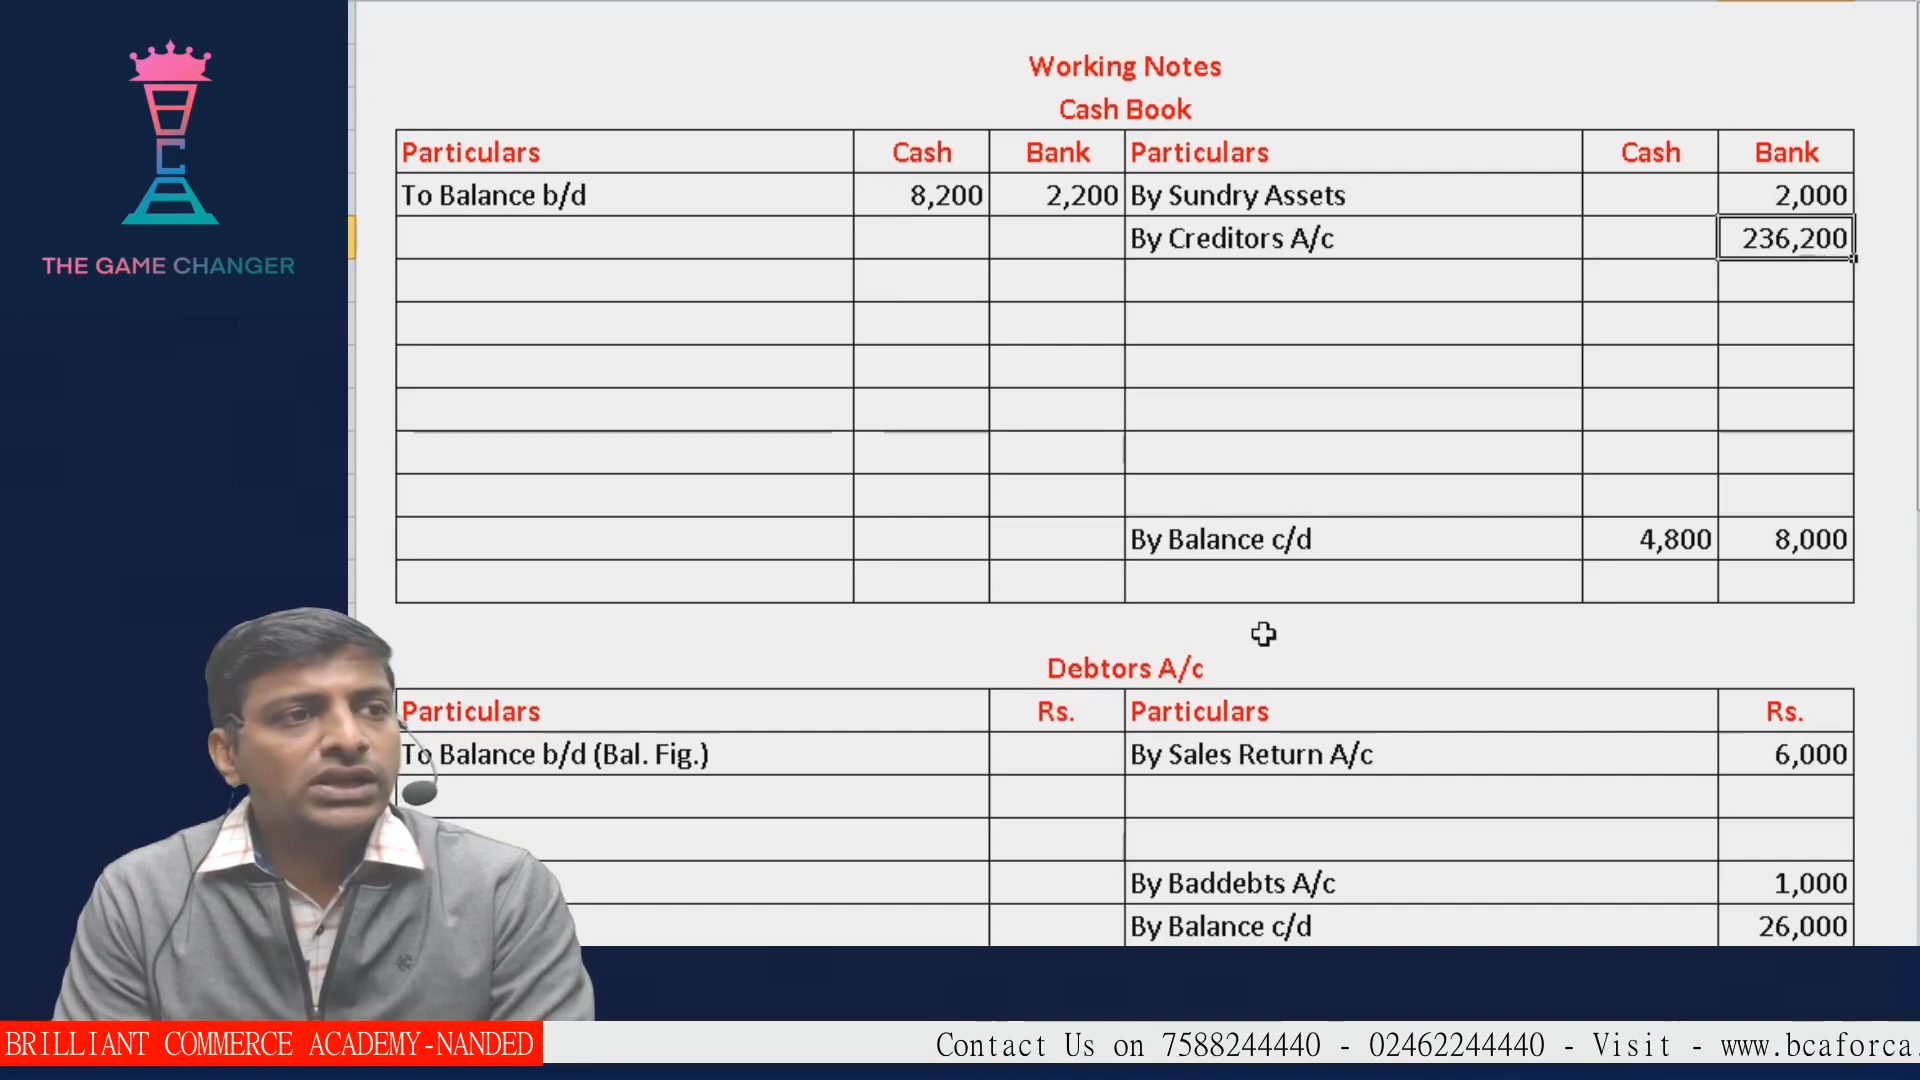 THE GAME CHANGER
Working Notes
Cash Book
Particulars Cash Bank Particulars Cash Bank
To Balance b/d 8,200 2,200 By Sundry Assets 2,000
By Creditors A/c 236,200
By Balance c/d 4,800 8,000
Debtors A/c
Particulars Rs. Particulars Rs.
To Balance b/d (Bal. Fig.) By Sales Return A/c 6,000
By Baddebts A/c 1,000
By Balance c/d 26,000
BRILLIANT COMMERCE ACADEMY-NANDED
Contact Us on 7588244440 - 02462244440 - Visit - www.bcaforca.